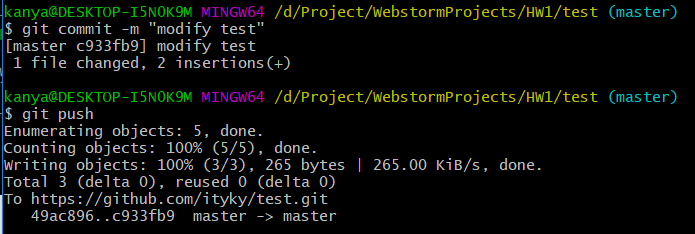 kanya@DESKTOP-I5NOK9M MINGW64 /d/Project/WebstormProjects/HW1/test (master)
$ git commit -m "modify test"
[master c933fb9] modify test
 1 file changed, 2 insertions(+)

kanya@DESKTOP-I5NOK9M MINGW64 /d/Project/WebstormProjects/HW1/test (master)
$ git push
Enumerating objects: 5, done.
Counting objects: 100% (5/5), done.
Writing objects: 100% (3/3), 265 bytes | 265.00 KiB/s, done.
Total 3 (delta 0), reused 0 (delta 0)
To https://github.com/ityky/test.git
   49ac896..c933fb9  master -> master